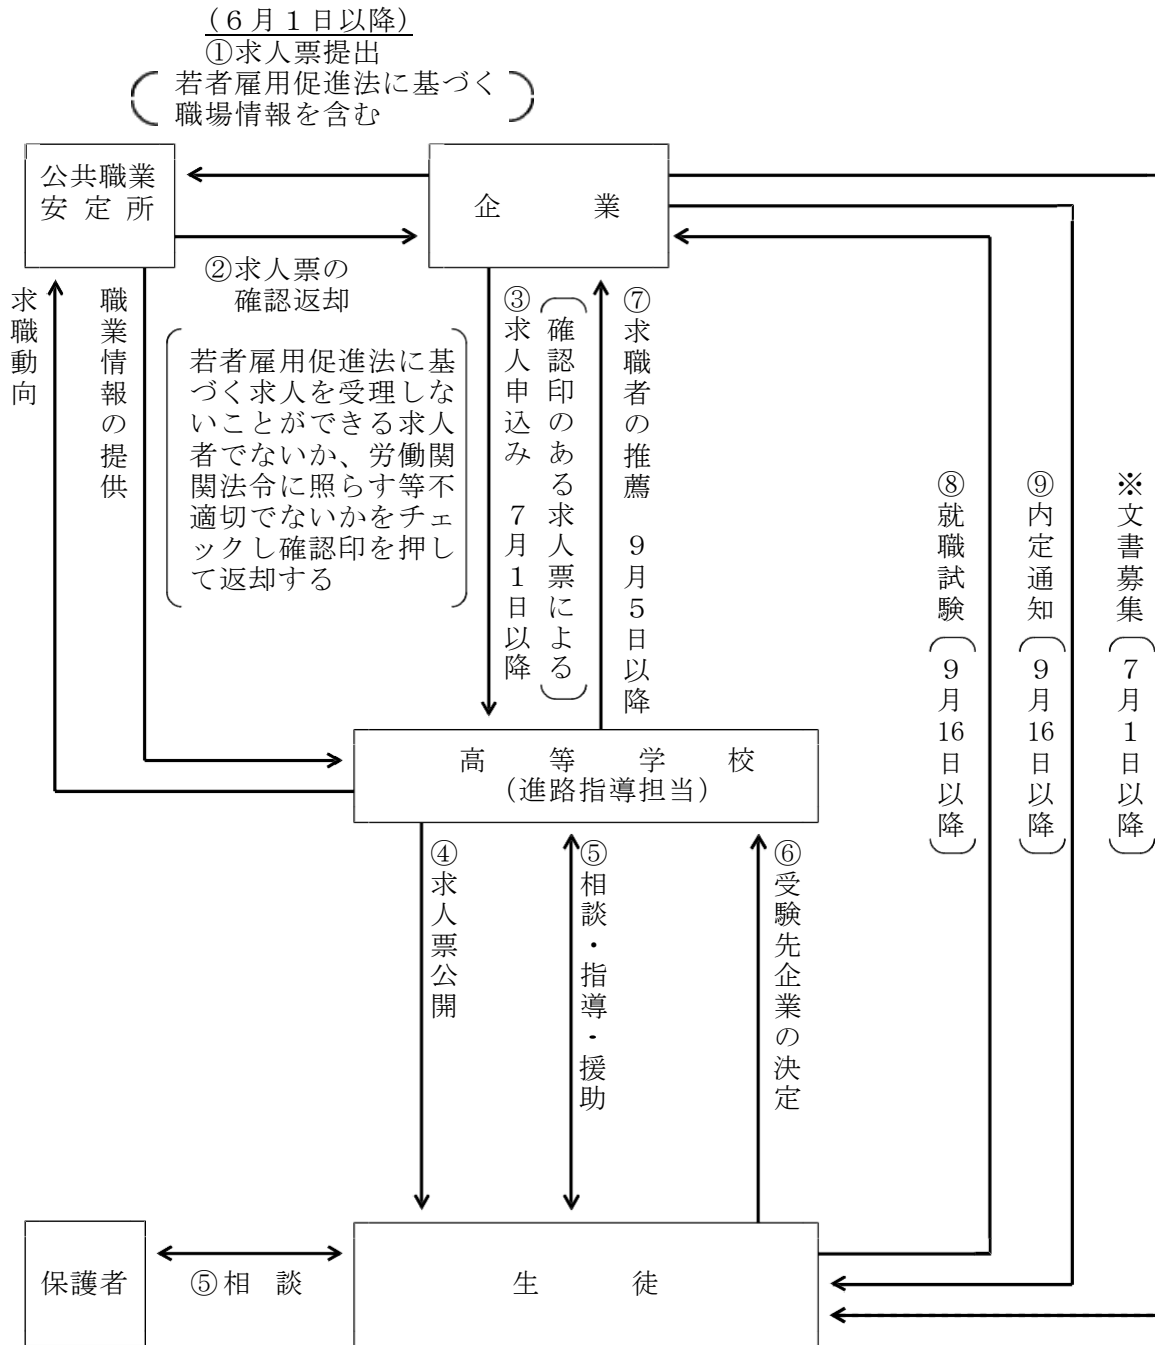 (６月１日以降)
①求人票提出
若者雇用促進法に基づく
職場情報を含む
公共職業
安定所
企業
②求人票の
確認返却
若者雇用促進法に基
づく求人を受理しな
いことができる求人
者でないか、労働関
関法令に照らす等不
適切でないかをチェ
ックし確認印を押し
て返却する
求職動向
職業情報の提供
③求人申込み　７月１日以降
確認印のある求人票による
⑦求職者の推薦　９月５日以降
⑧就職試験
９月16日以降
⑨内定通知
９月16日以降
※文書募集
７月１日以降
高等学校
(進路指導担当)
④求人票公開
⑤相談・指導・援助
⑥受験先企業の決定
保護者
⑤相談
生徒